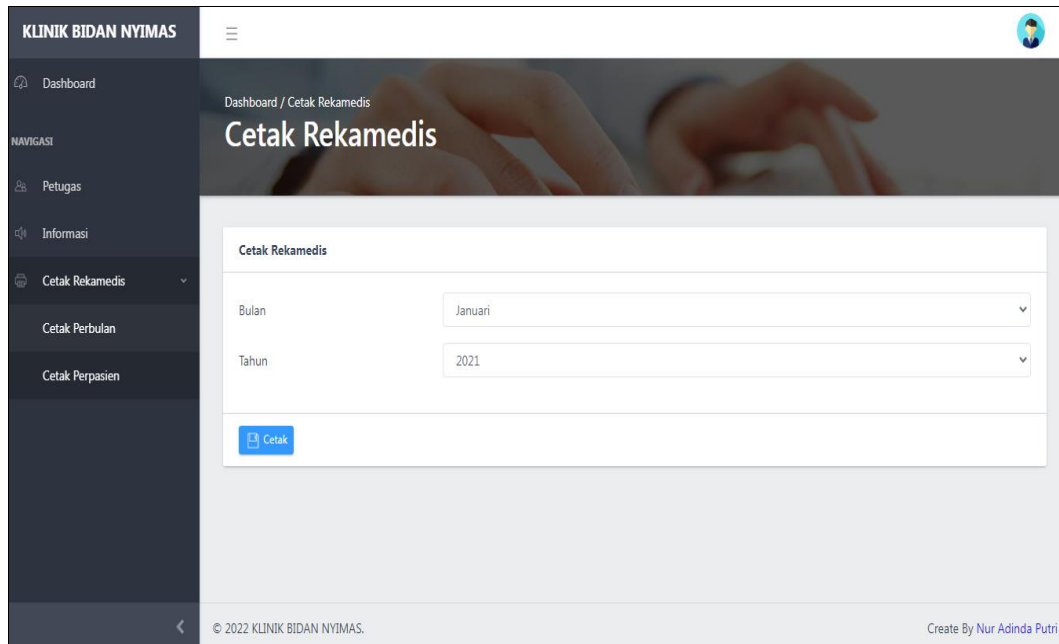 KLINIK BIDAN NYIMAS
Dashboard
NAVIGASI
Petugas
Informasi
Cetak Rekamedis
Cetak Perbulan
Cetak Perpasien
Dashboard / Cetak Rekamedis
Cetak Rekamedis
Cetak Rekamedis
Bulan
Januari
Tahun
2021
Cetak
© 2022 KLINIK BIDAN NYIMAS.
Create By Nur Adinda Putri